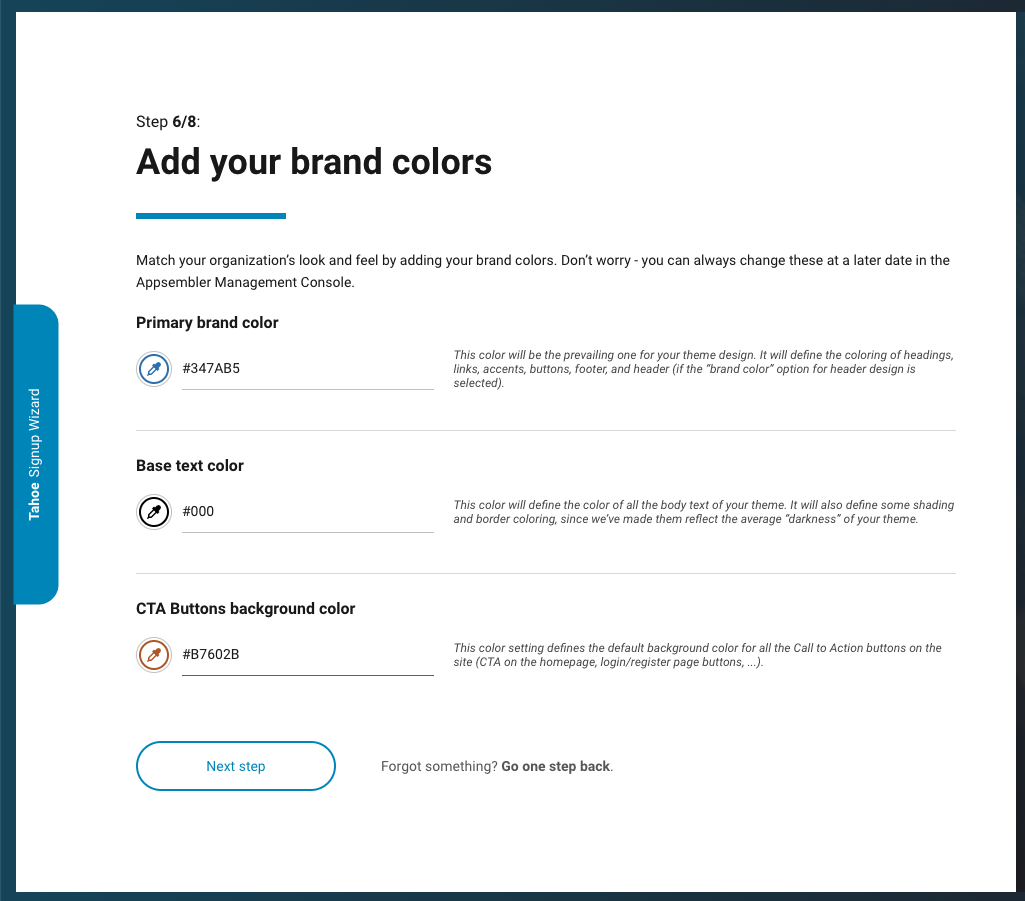 Step 6/8:
Add your brand colors
Match your organization’s look and feel by adding your brand colors. Don’t worry - you can always change these at a later date in the
Appsembler Management Console.
Primary brand color
#347AB5
This color will be the prevailing one for your theme design. It will define the coloring of headings,
links, accents, buttons, footer, and header (if the “brand color” option for header design is
selected).
Tahoe Signup Wizard
Base text color
#000
This color will define the color of all the body text of your theme. It will also define some shading
and border coloring, since we’ve made them reflect the average “darkness” of your theme.
CTA Buttons background color
#B7602B
This color setting defines the default background color for all the Call to Action buttons on the
site (CTA on the homepage, login/register page buttons, ...).
Next step
Forgot something? Go one step back.